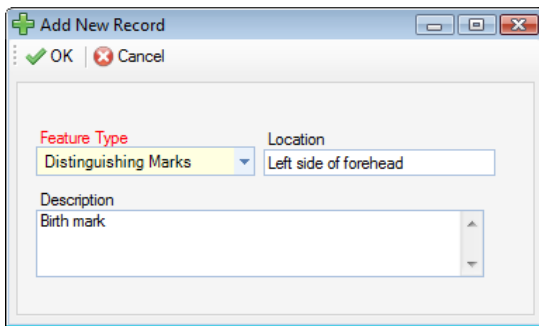 Add New Record
OK Cancel
Feature Type Location
Distinguishing Marks Left side of forehead
Description
Birth mark